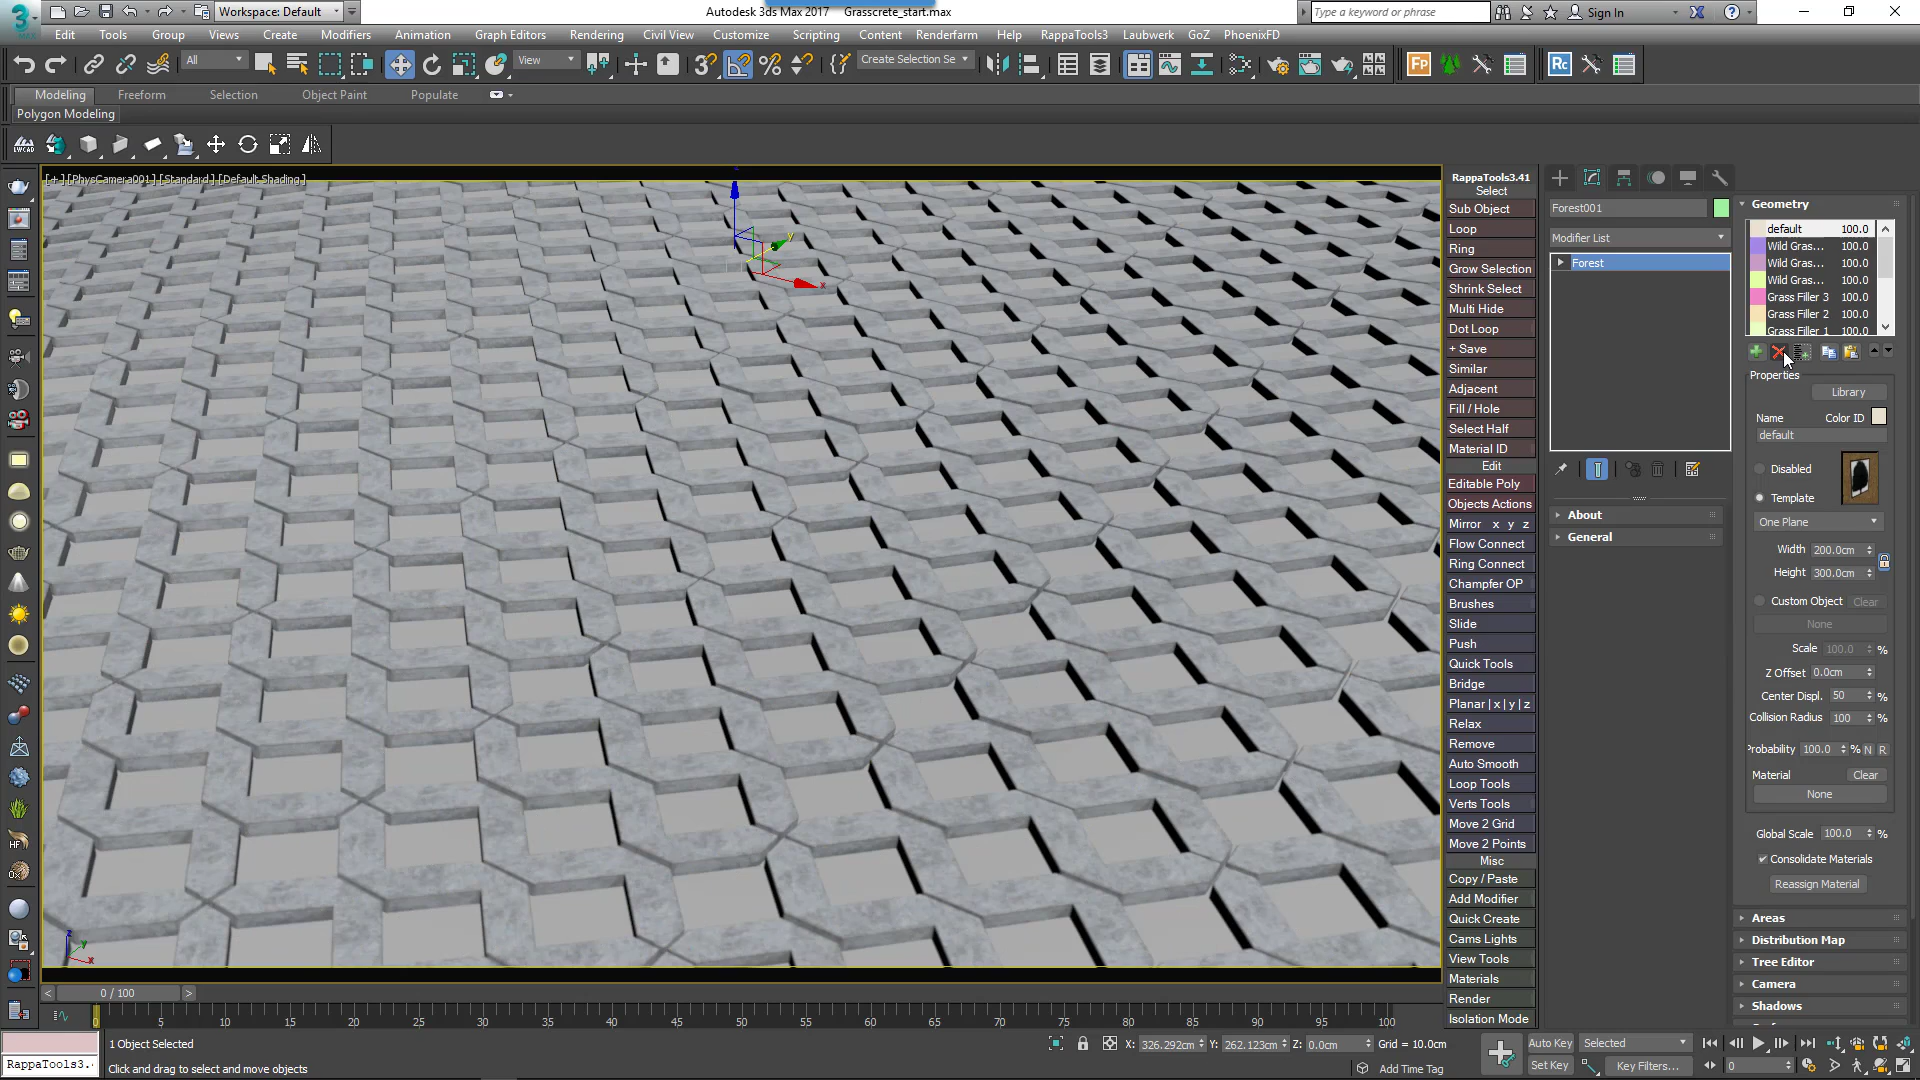 Workspace: Default
Autodesk 3ds Max 2017 Grasscrete_start.max
Type a keyword or phrase
Sign In
Edit Tools Group Views Create Modifiers Animation Graph Editors Rendering Civil View Customize Scripting Content Renderfarm Help RappaTools3 Laubwerk GoZ PhoenixFD
All
View
Create Selection Se
Fp
Rc
Modeling Freeform Selection Object Paint Populate
Polygon Modeling
LWCAD
[+] [PhysCamera001] [Standard] [Default Shading]
RappaTools3.41
Select
Sub Object
Loop
Ring
Grow Selection
Shrink Select
Multi Hide
Dot Loop
+ Save
Similar
Adjacent
Fill / Hole
Select Half
Material ID
Edit
Editable Poly
Objects Actions
Mirror x y z
Flow Connect
Ring Connect
Champfer OP
Brushes
Slide
Push
Quick Tools
Bridge
Planar | x | y | z
Relax
Remove
Auto Smooth
Loop Tools
Verts Tools
Move 2 Grid
Move 2 Points
Misc
Copy / Paste
Add Modifier
Quick Create
Cams Lights
View Tools
Materials
Render
Isolation Mode
Forest001
Modifier List
Forest
About
General
Geometry
default 100.0
Wild Gras... 100.0
Wild Gras... 100.0
Wild Gras... 100.0
Grass Filler 3 100.0
Grass Filler 2 100.0
Grass Filler 1 100.0
Properties
Library
Name Color ID
default
Disabled
Template
One Plane
Width 200.0cm
Height 300.0cm
Custom Object Clear
None
Scale 100.0 %
Z Offset 0.0cm
Center Displ. 50 %
Collision Radius 100 %
Probability 100.0 % N R
Material Clear
None
Global Scale 100.0 %
Consolidate Materials
Reassign Material
Areas
Distribution Map
Tree Editor
Camera
Shadows
y
x
z
y
x
< 0 / 100 >
0 5 10 15 20 25 30 35 40 45 50 55 60 65 70 75 80 85 90 95 100
1 Object Selected
X: 326.292cm Y: 262.123cm Z: 0.0cm Grid = 10.0cm
Auto Key Selected
RappaTools3.
Click and drag to select and move objects
Add Time Tag
Set Key Key Filters...
0